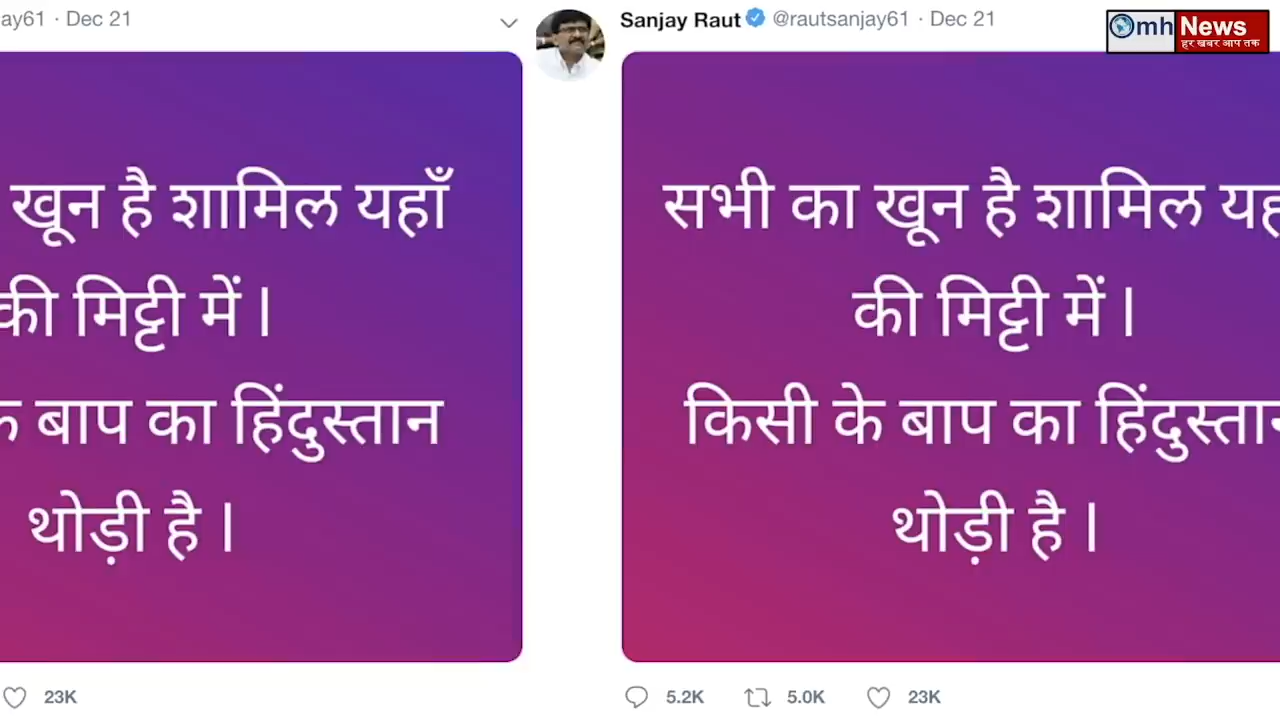 ay61 · Dec 21
खून है शामिल यहाँ
की मिट्टी में |
बाप का हिंदुस्तान
थोड़ी है |
23K
Sanjay Raut @rautsanjay61 · Dec 21
सभी का खून है शामिल यह
की मिट्टी में |
किसी के बाप का हिंदुस्तान
थोड़ी है |
5.2K 5.0K 23K
Omh News
हर खबर आप तक